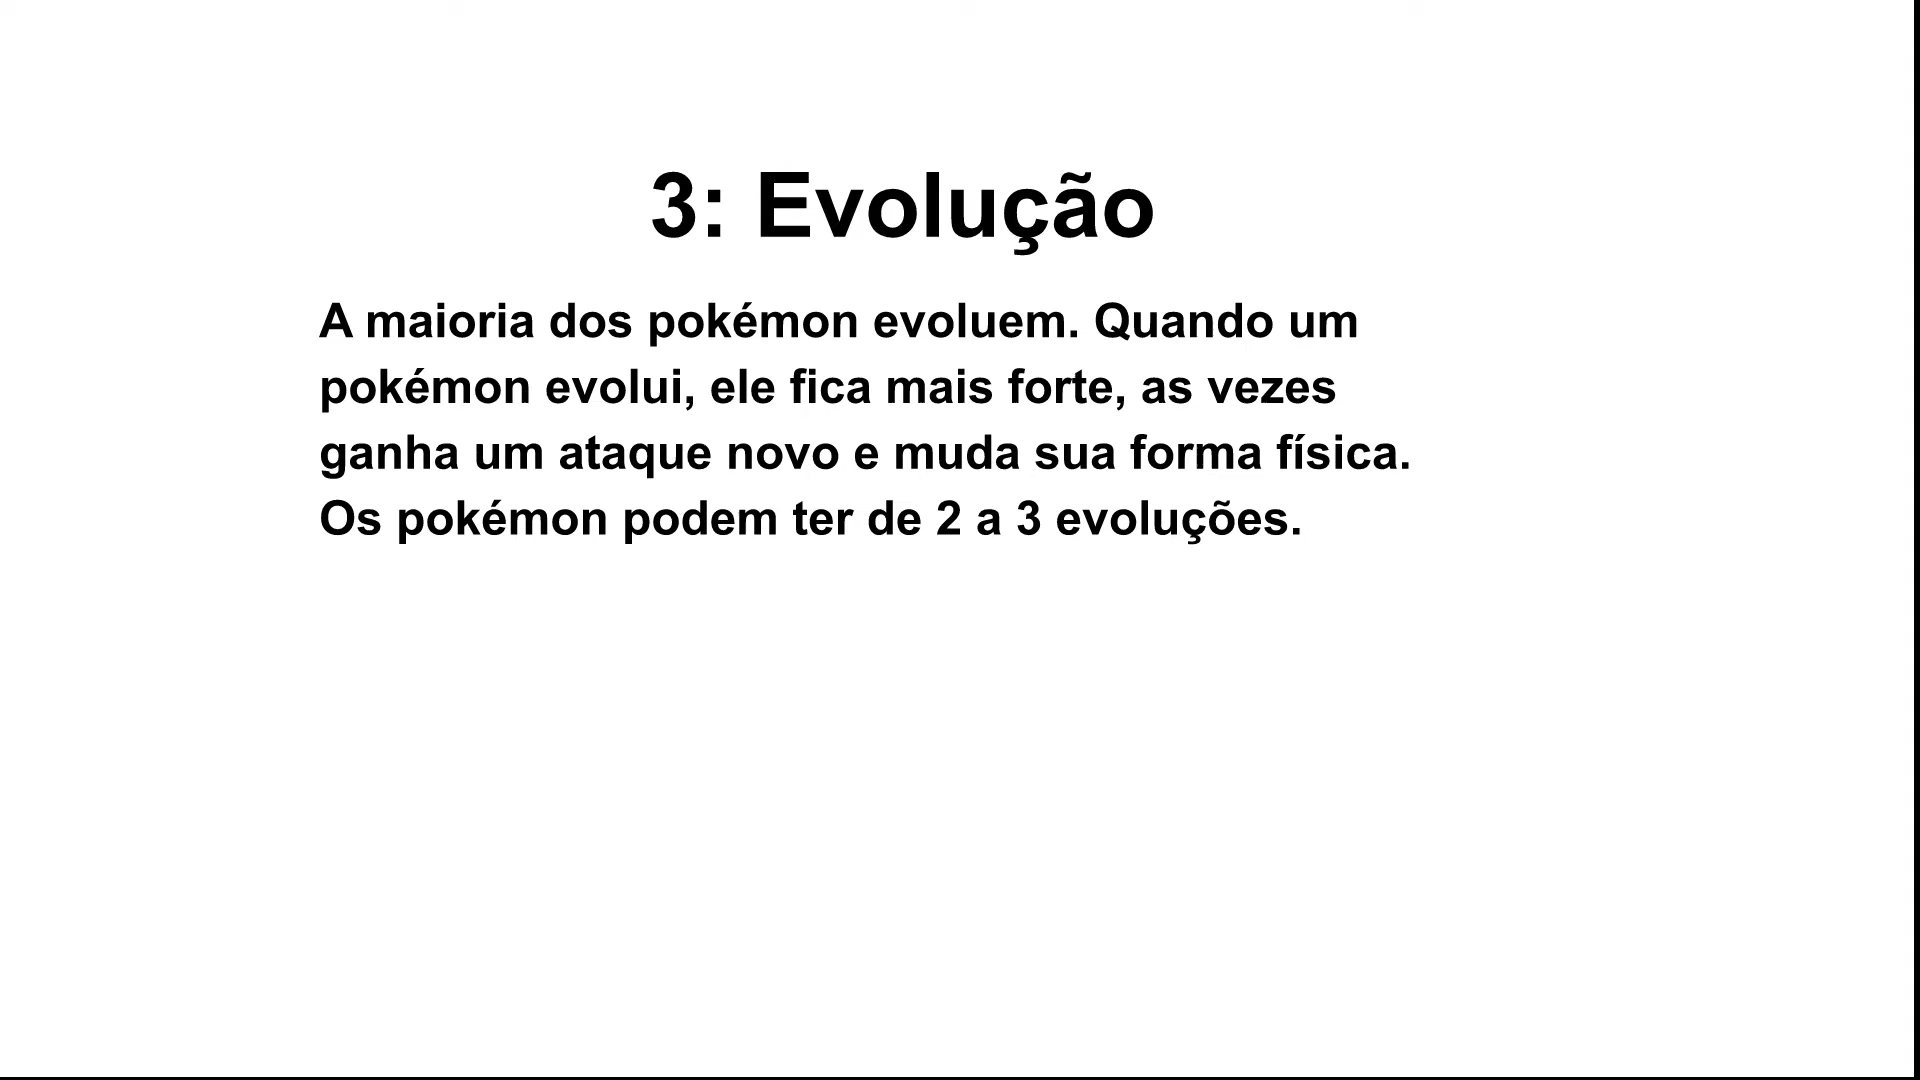 3: Evolução
A maioria dos pokémon evoluem. Quando um
pokémon evolui, ele fica mais forte, as vezes
ganha um ataque novo e muda sua forma física.
Os pokémon podem ter de 2 a 3 evoluções.